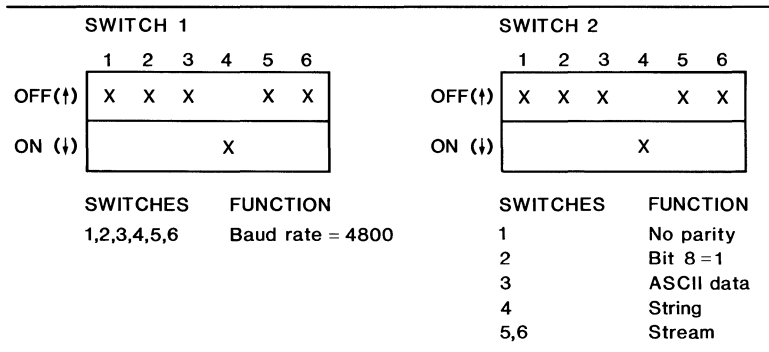 SWITCH 1
1 2 3 4 5 6
OFF(↑) X X X X X
ON (↓) X
SWITCHES FUNCTION
1,2,3,4,5,6 Baud rate = 4800
SWITCH 2
1 2 3 4 5 6
OFF(↑) X X X X X
ON (↓) X
SWITCHES FUNCTION
1 No parity
2 Bit 8 = 1
3 ASCII data
4 String
5,6 Stream